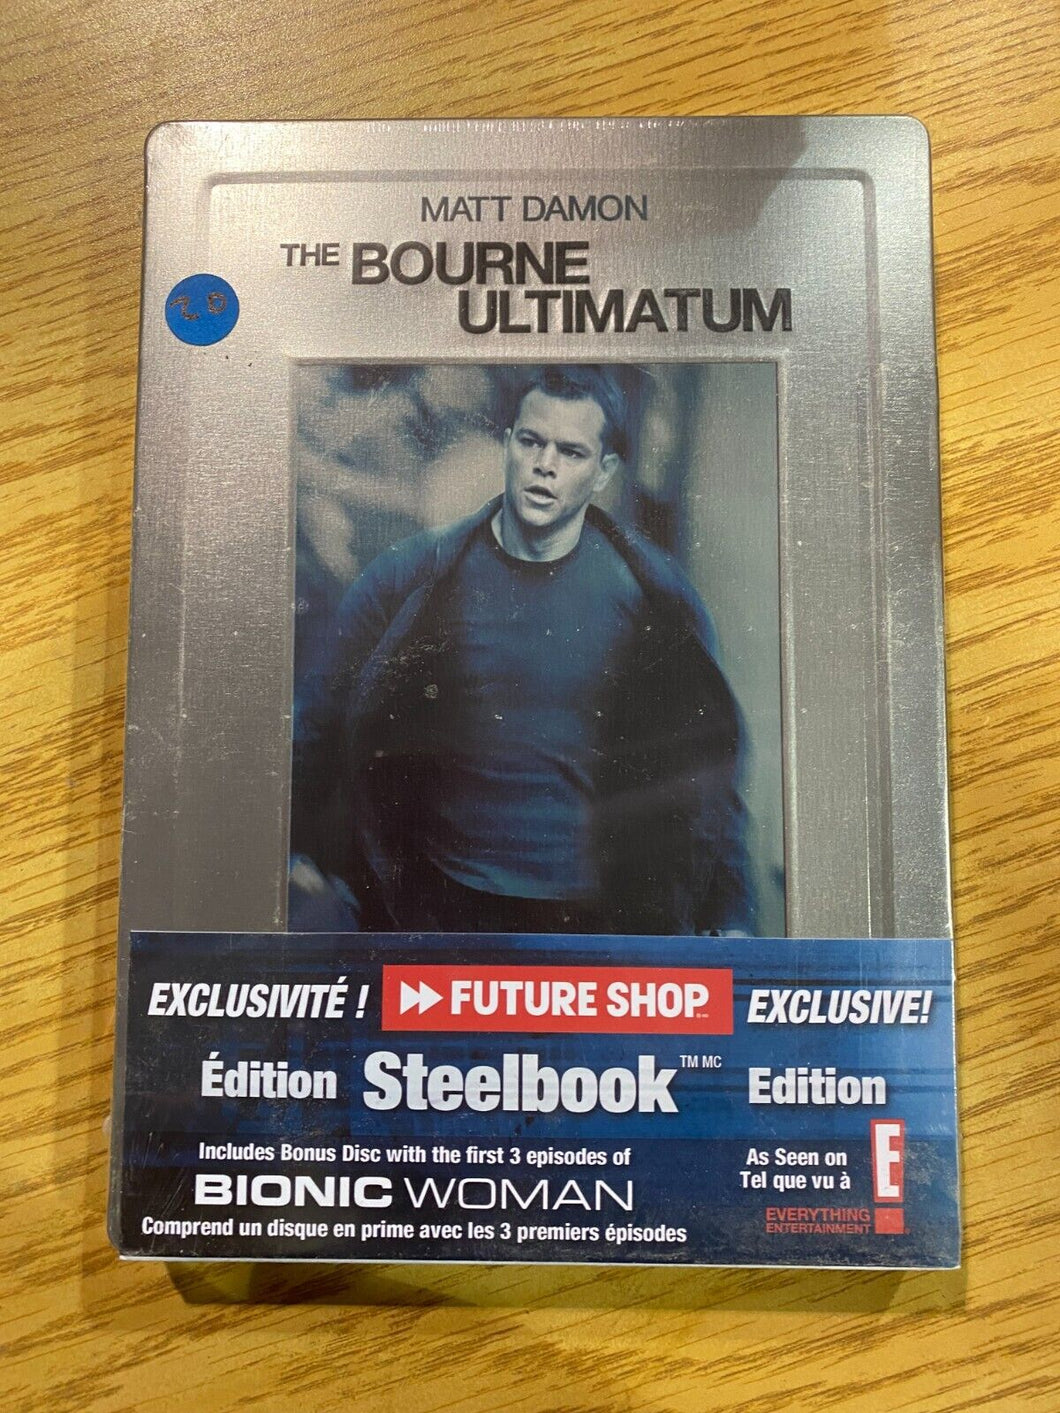 MATT DAMON
THE BOURNE
ULTIMATUM
20
EXCLUSIVITÉ ! FUTURE SHOP EXCLUSIVE!
Édition Steelbook TM MC Edition
Includes Bonus Disc with the first 3 episodes of
BIONIC WOMAN
Comprend un disque en prime avec les 3 premiers épisodes
As Seen on
Tel que vu à
E!
EVERYTHING
ENTERTAINMENT